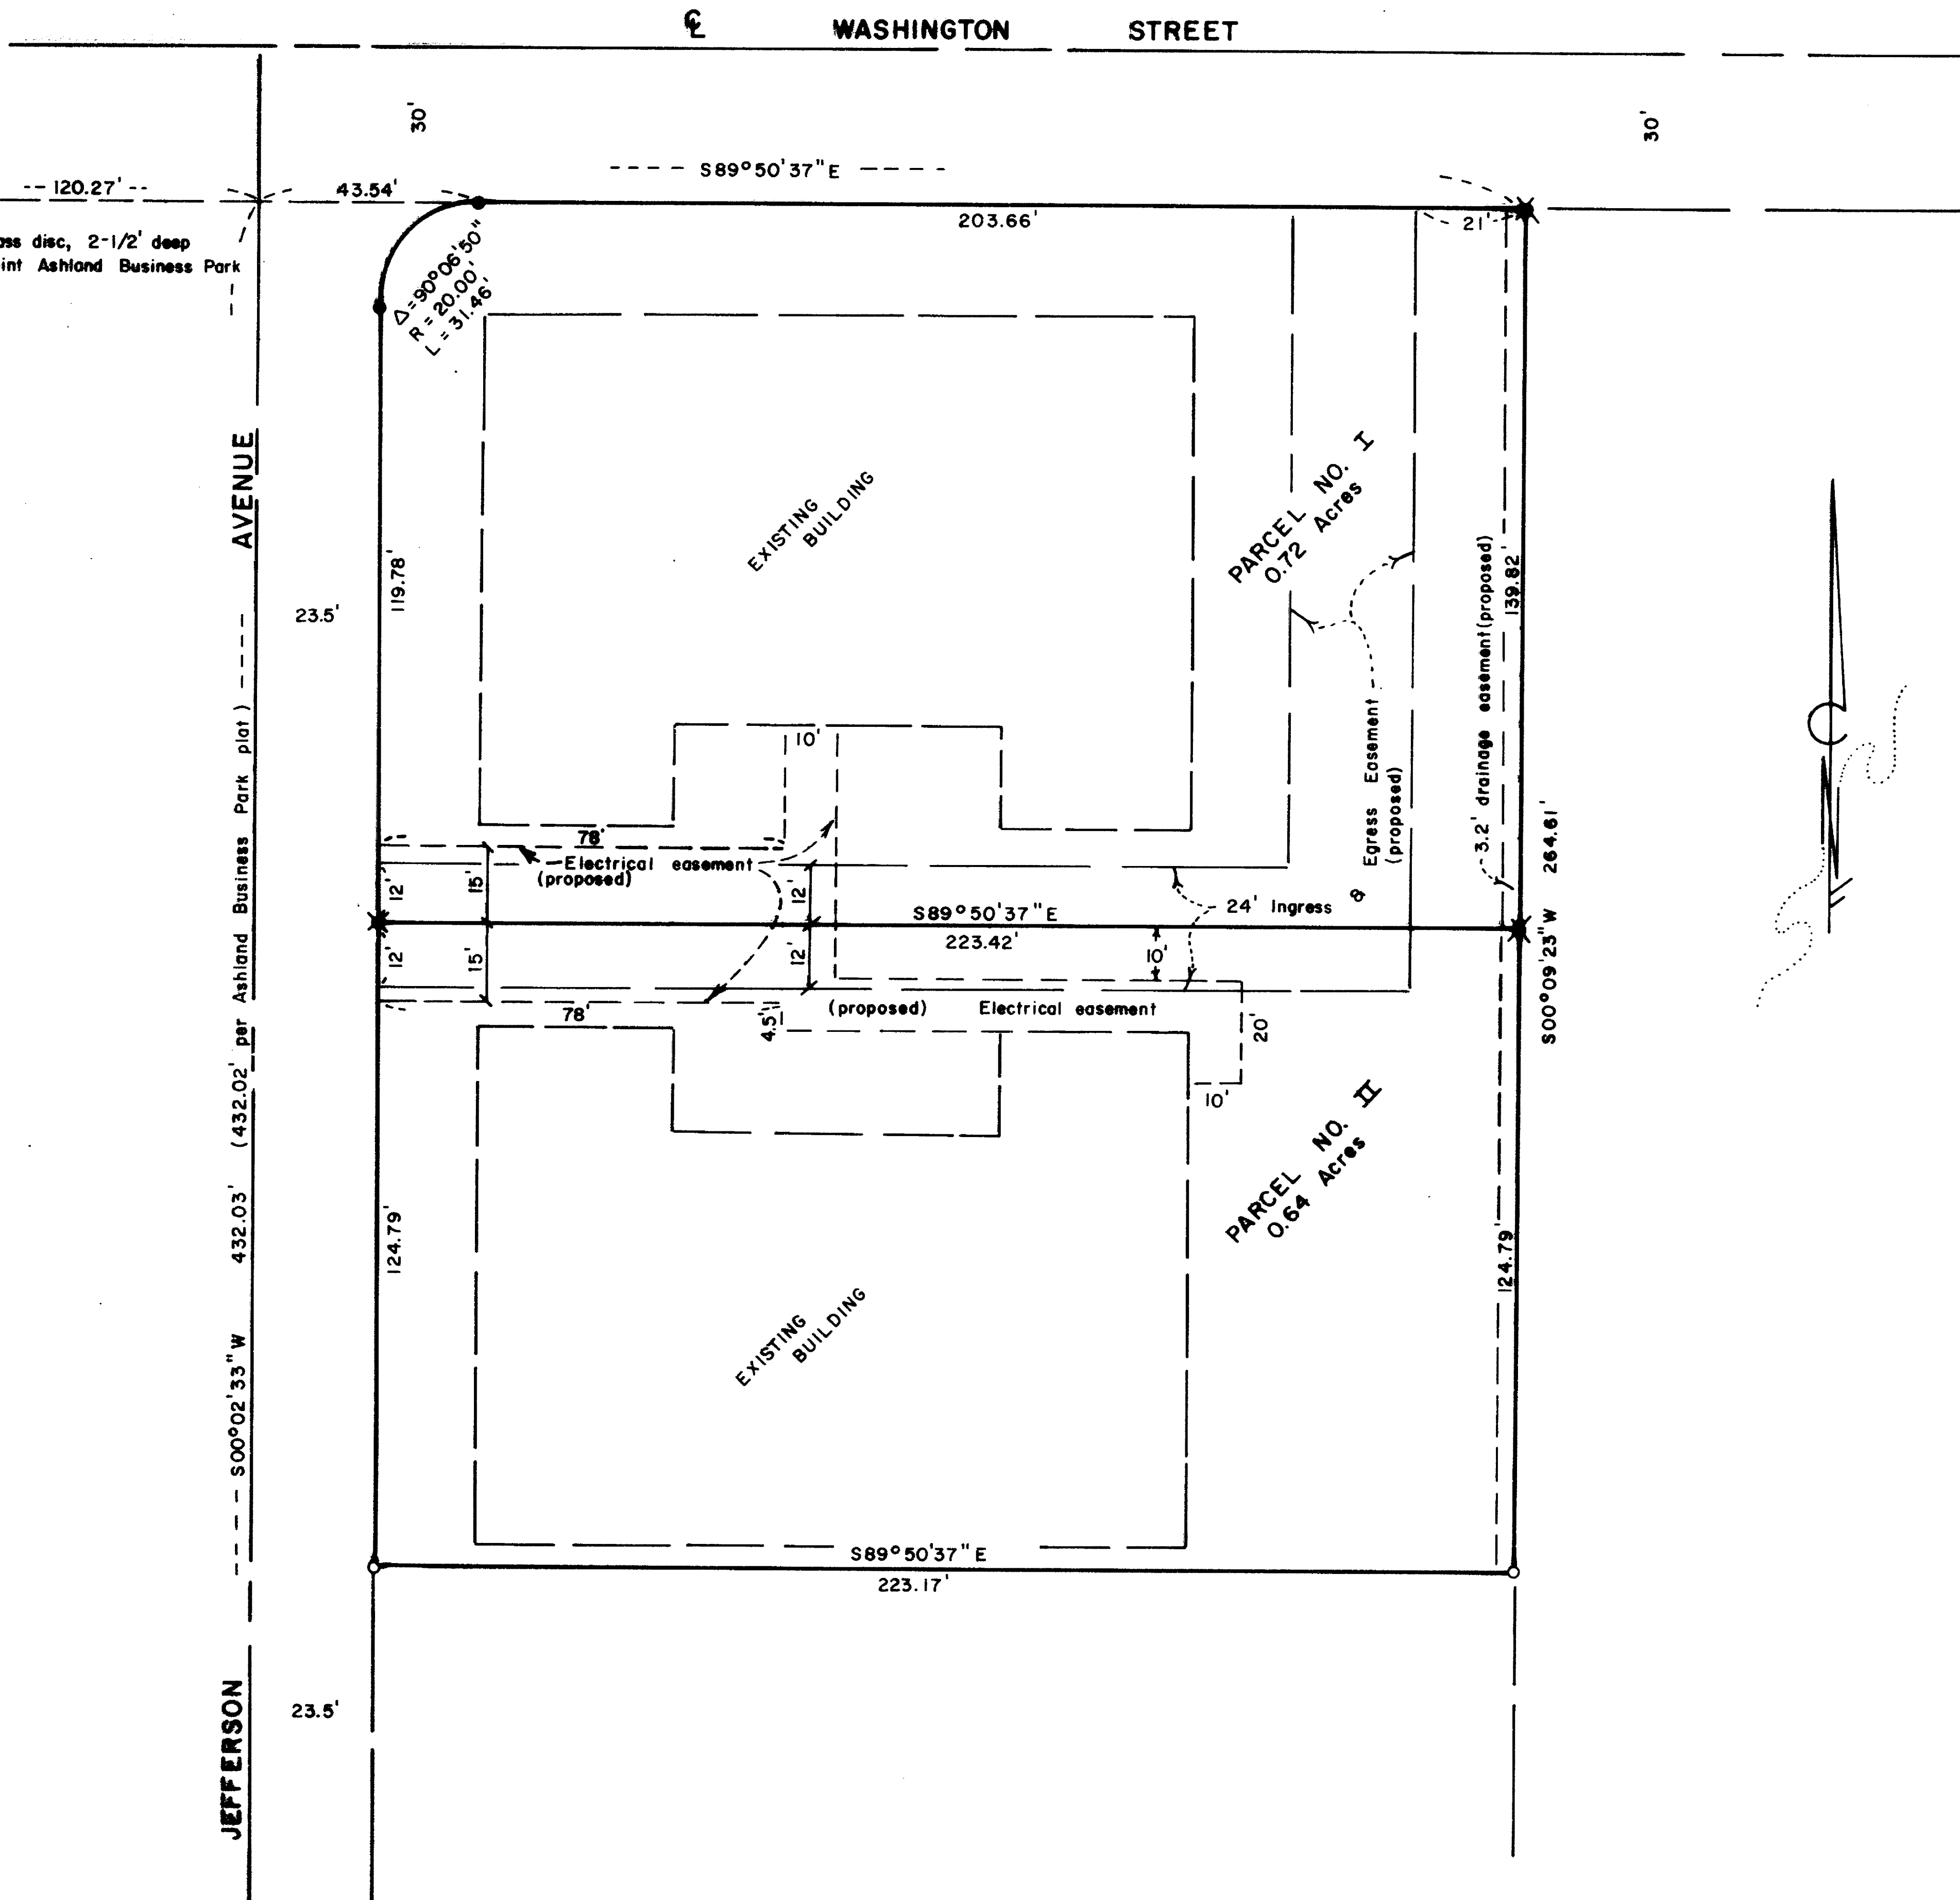 ℄ WASHINGTON STREET
30'
30'
S89°50'37"E
120.27'
43.54'
203.66'
21'
disc, 2-1/2' deep
Ashland Business Park
Δ=90°06'50"
R=20.00'
L=31.46'
AVENUE
EXISTING
BUILDING
PARCEL NO. I
0.72 Acres
119.78'
23.5'
139.82'
3.2' drainage easement(proposed)
Egress Easement
(proposed)
10'
78'
Electrical easement
(proposed)
12'
15'
12'
24' Ingress &
S89°50'37"E
223.42'
12'
15'
12'
10'
S00°09'23"W 264.61'
78'
4.5'
(proposed) Electrical easement
20'
10'
PARCEL NO. II
0.64 Acres
S00°02'33"W 432.03' (432.02' per Ashland Business Park plat)
124.79'
124.79'
EXISTING
BUILDING
S89°50'37"E
223.17'
JEFFERSON
23.5'
N